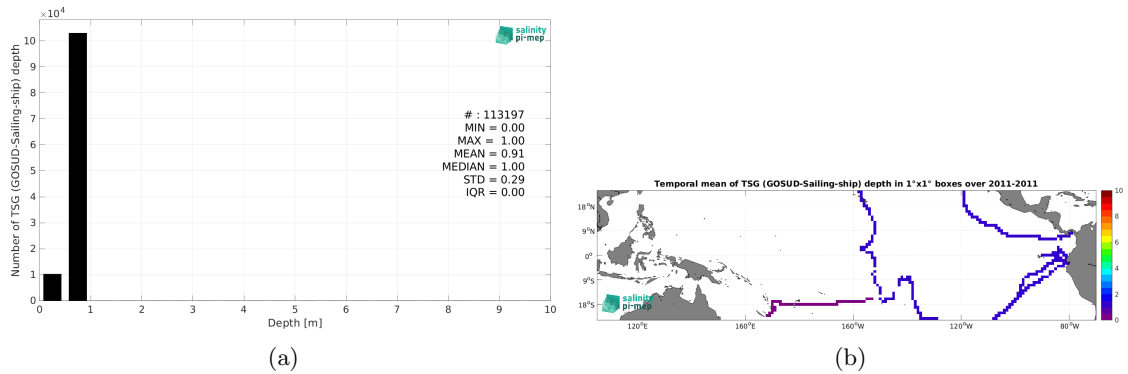 ×10⁴
10
9
8
7
6
5
4
3
2
1
0
Number of TSG (GOSUD-Sailing-ship) depth
salinity
pi-mep
# : 113197
MIN = 0.00
MAX = 1.00
MEAN = 0.91
MEDIAN = 1.00
STD = 0.29
IQR = 0.00
0 1 2 3 4 5 6 7 8 9 10
Depth [m]
(a)
Temporal mean of TSG (GOSUD-Sailing-ship) depth in 1°x1° boxes over 2011-2011
18°N
9°N
0°
9°S
18°S
salinity
pi-mep
120°E 160°E 160°W 120°W 80°W
10
8
6
4
2
0
(b)